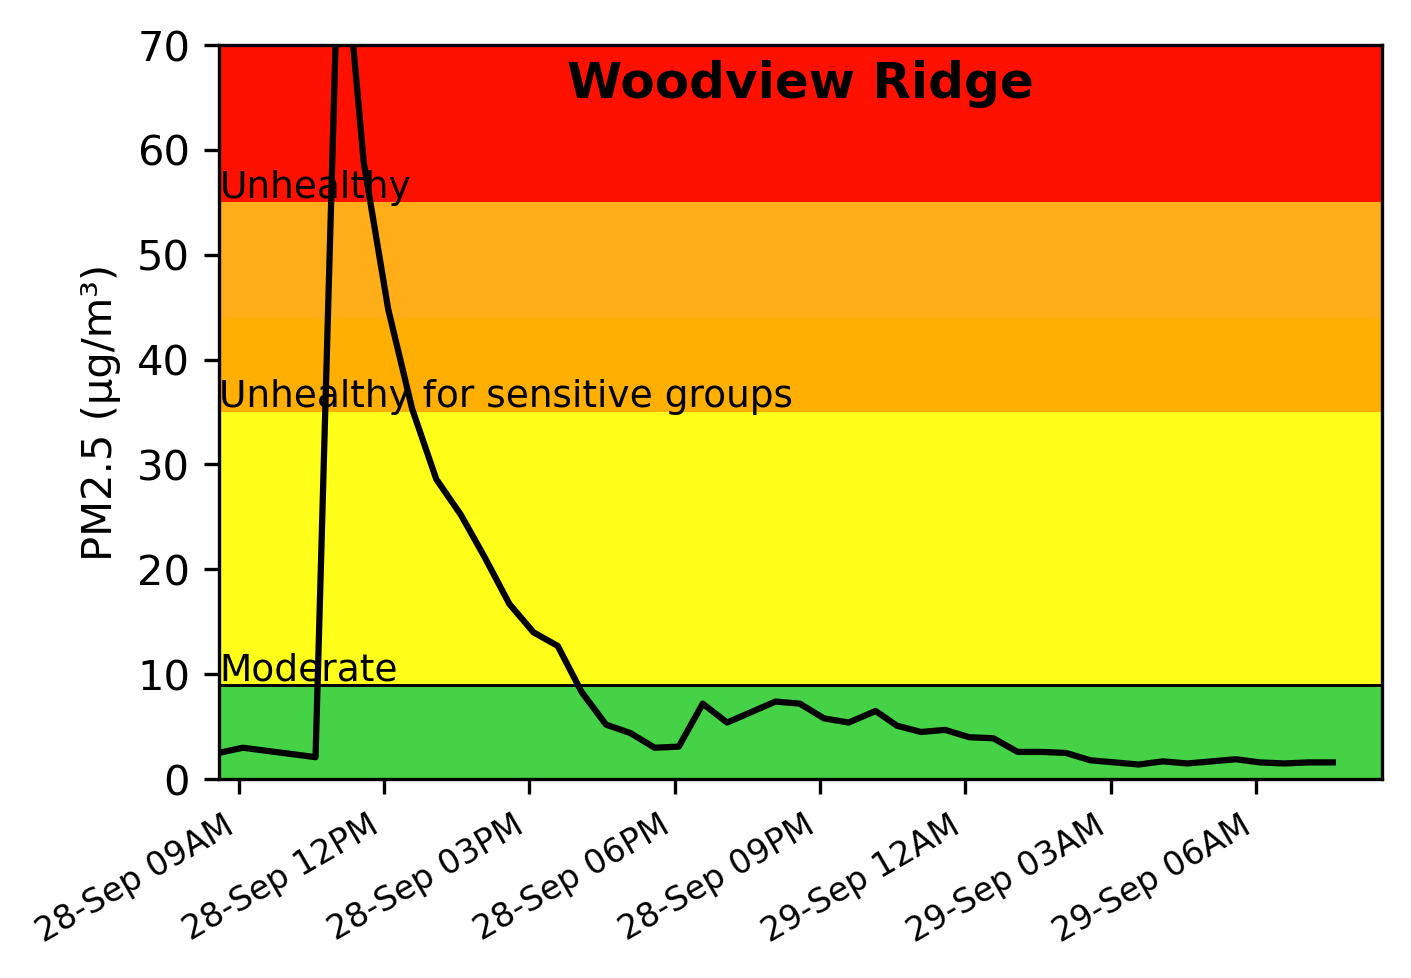 Woodview Ridge
PM2.5 (µg/m³)
70
60
50
40
30
20
10
0
Unhealthy
Unhealthy for sensitive groups
Moderate
28-Sep 09AM
28-Sep 12PM
28-Sep 03PM
28-Sep 06PM
28-Sep 09PM
29-Sep 12AM
29-Sep 03AM
29-Sep 06AM